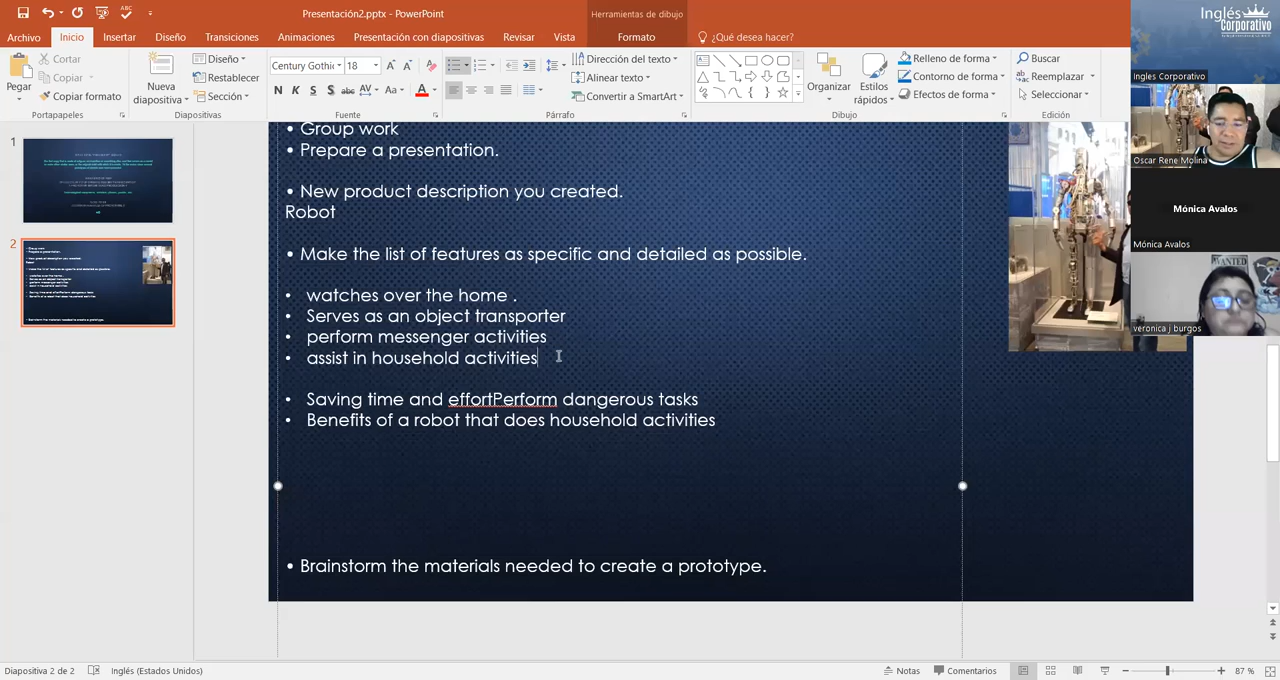 Presentación2.pptx - PowerPoint
Herramientas de dibujo
Archivo
Inicio
Insertar
Diseño
Transiciones
Animaciones
Presentación con diapositivas
Revisar
Vista
Formato
¿Qué desea hacer?
Pegar
Cortar
Copiar
Copiar formato
Portapapeles
Nueva
diapositiva
Diseño
Restablecer
Sección
Diapositivas
Century Gothic
18
Fuente
Dirección del texto
Alinear texto
Convertir a SmartArt
Párrafo
Organizar
Estilos
rápidos
Relleno de forma
Contorno de forma
Efectos de forma
Dibujo
Buscar
Reemplazar
Seleccionar
Edición
Inglés
Corporativo
Ingles Corporativo
Oscar Rene Molina
Mónica Avalos
Mónica Avalos
veronica j burgos
1
2
• Group work
• Prepare a presentation.
• New product description you created.
Robot
• Make the list of features as specific and detailed as possible.
• watches over the home .
• Serves as an object transporter
• perform messenger activities
• assist in household activities
• Saving time and effortPerform dangerous tasks
• Benefits of a robot that does household activities
• Brainstorm the materials needed to create a prototype.
Diapositiva 2 de 2
Inglés (Estados Unidos)
Notas
Comentarios
87 %